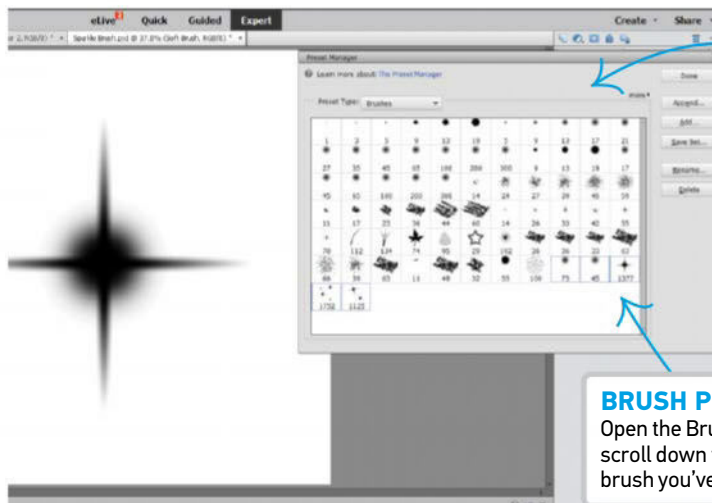 eLive Quick Guided Expert Create Share
Sparkle Brush.psd @ 37.8% (Soft Brush, RGB/8) *
Preset Manager
Learn more about: The Preset Manager
Done
Preset Type: Brushes
more
Append...
Add...
Save Set...
Rename...
Delete
1 2 3 9 13 19 3 9 13 17 21
27 35 45 65 100 200 300 9 13 19 17
45 65 100 200 300 14 24 27 39 46 59
11 17 23 36 44 60 14 26 33 42 55
70 112 134 74 95 29 192 36 36 33 63
66 39 63 11 48 32 55 100 75 45 1377
1752 1125
BRUSH P
Open the Bru
scroll down
brush you've